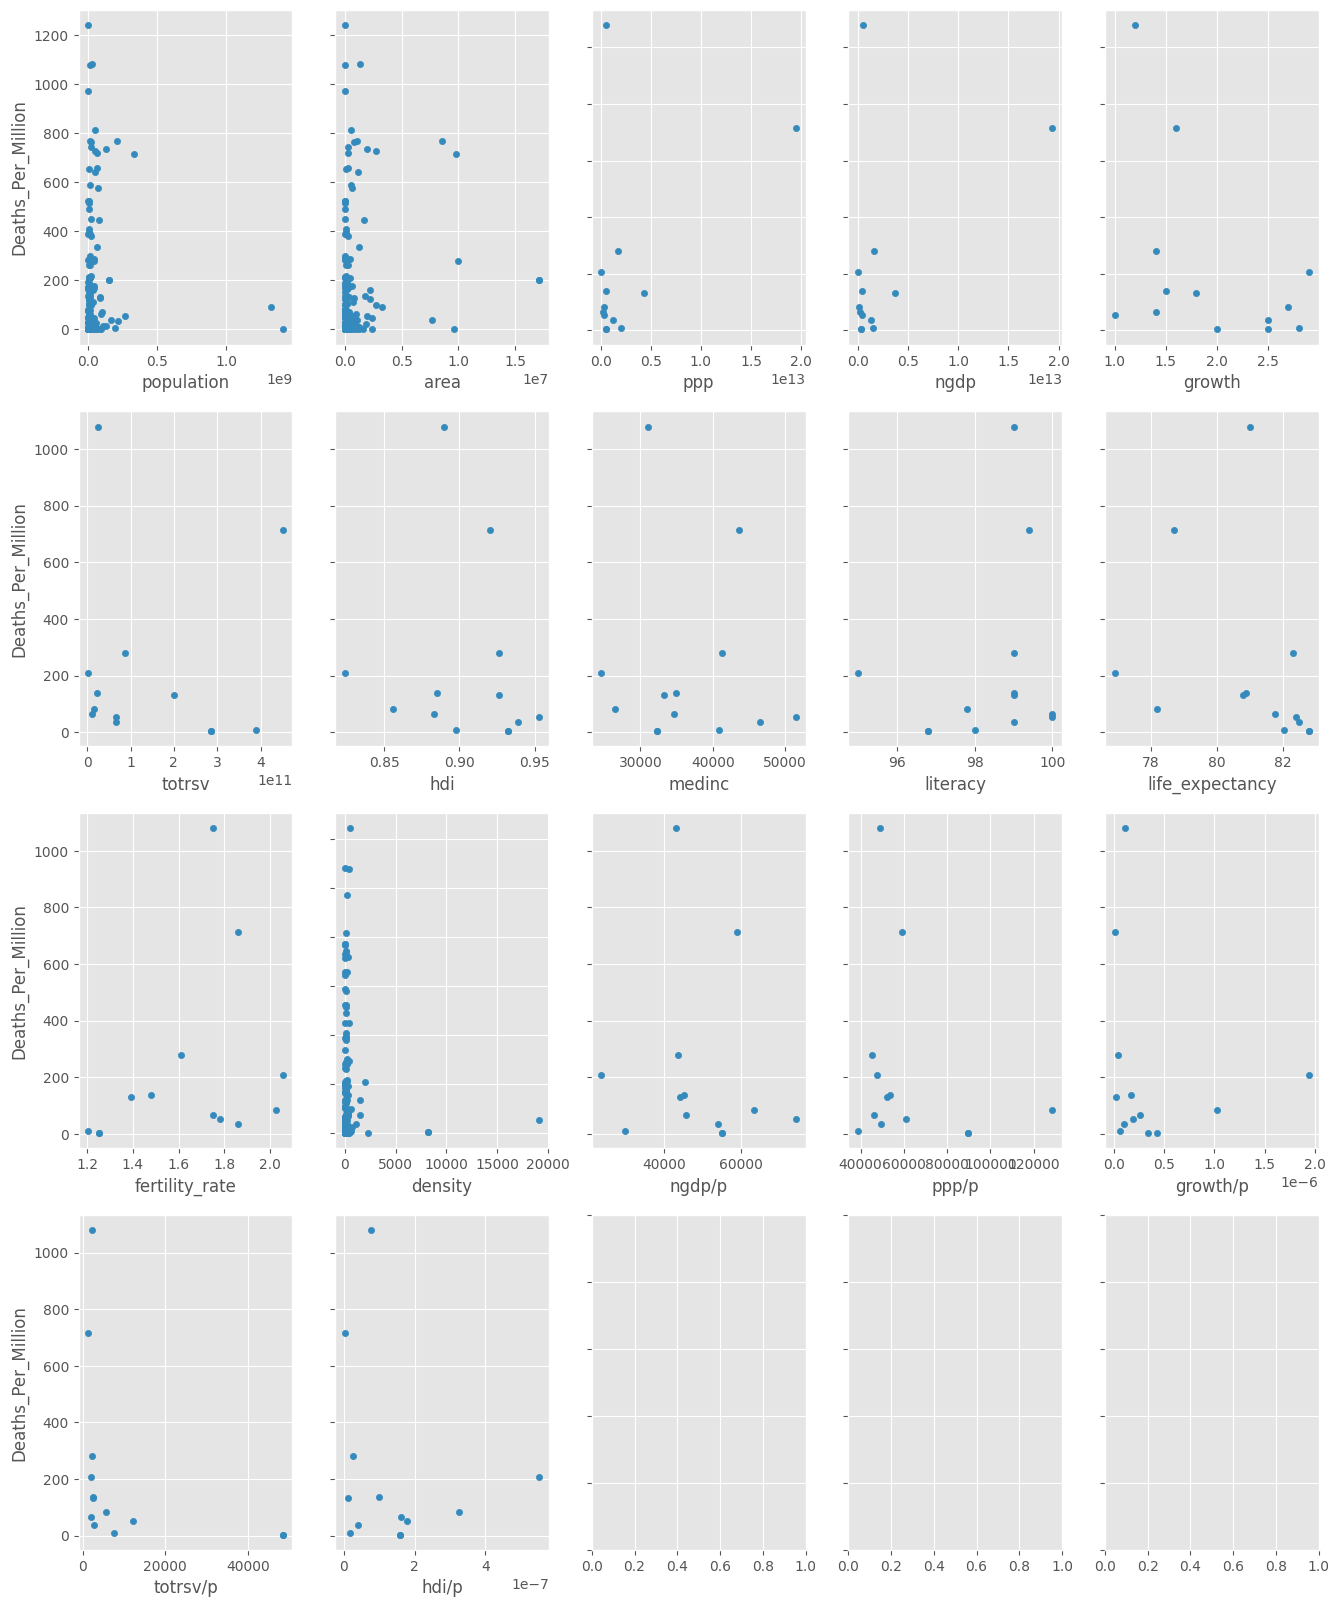 Deaths_Per_Million
1200
1000
800
600
400
200
0
0.0 0.5 1.0
1e9
population
0.0 0.5 1.0 1.5
1e7
area
0.0 0.5 1.0 1.5 2.0
1e13
ppp
0.0 0.5 1.0 1.5 2.0
1e13
ngdp
1.0 1.5 2.0 2.5
growth
Deaths_Per_Million
1000
800
600
400
200
0
0 1 2 3 4
1e11
totrsv
0.85 0.90 0.95
hdi
30000 40000 50000
medinc
96 98 100
literacy
78 80 82
life_expectancy
Deaths_Per_Million
1000
800
600
400
200
0
1.2 1.4 1.6 1.8 2.0
fertility_rate
0 5000 10000 15000 20000
density
40000 60000
ngdp/p
40000 60000 80000 100000 120000
ppp/p
0.0 0.5 1.0 1.5 2.0
1e−6
growth/p
Deaths_Per_Million
1000
800
600
400
200
0
0 20000 40000
totrsv/p
0 2 4
1e−7
hdi/p
0.0 0.2 0.4 0.6 0.8 1.0
0.0 0.2 0.4 0.6 0.8 1.0
0.0 0.2 0.4 0.6 0.8 1.0